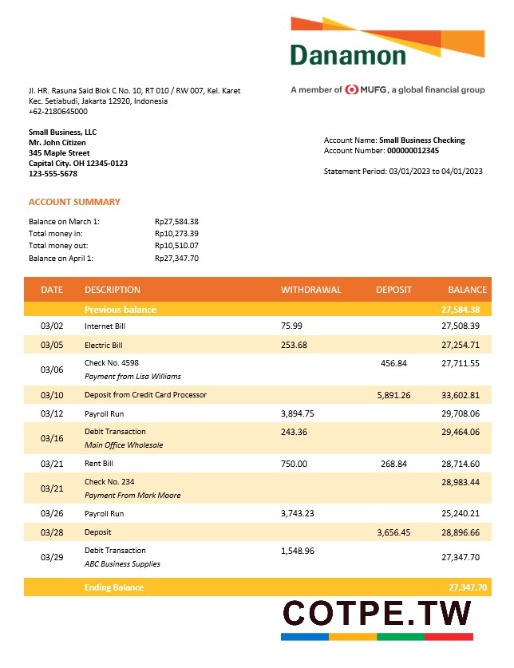 Danamon
A member of MUFG, a global financial group
Jl. HR. Rasuna Said Blok C No. 10, RT 010 / RW 007, Kel. Karet
Kec. Setiabudi, Jakarta 12920, Indonesia
+62-2180645000
Small Business, LLC
Mr. John Citizen
345 Maple Street
Capital City. OH 12345-0123
123-555-5678
Account Name: Small Business Checking
Account Number: 000000012345
Statement Period: 03/01/2023 to 04/01/2023
ACCOUNT SUMMARY
Balance on March 1: Rp27,584.38
Total money in: Rp10,273.39
Total money out: Rp10,510.07
Balance on April 1: Rp27,347.70
DATE DESCRIPTION WITHDRAWAL DEPOSIT BALANCE
Previous balance 27,584.38
03/02 Internet Bill 75.99 27,508.39
03/05 Electric Bill 253.68 27,254.71
03/06 Check No. 4598 456.84 27,711.55
Payment from Lisa Williams
03/10 Deposit from Credit Card Processor 5,891.26 33,602.81
03/12 Payroll Run 3,894.75 29,708.06
03/16 Debit Transaction 243.36 29,464.06
Main Office Wholesale
03/21 Rent Bill 750.00 268.84 28,714.60
03/21 Check No. 234 28,983.44
Payment From Mark Moore
03/26 Payroll Run 3,743.23 25,240.21
03/28 Deposit 3,656.45 28,896.66
03/29 Debit Transaction 1,548.96 27,347.70
ABC Business Supplies
Ending Balance 27,347.70
COTPE.TW